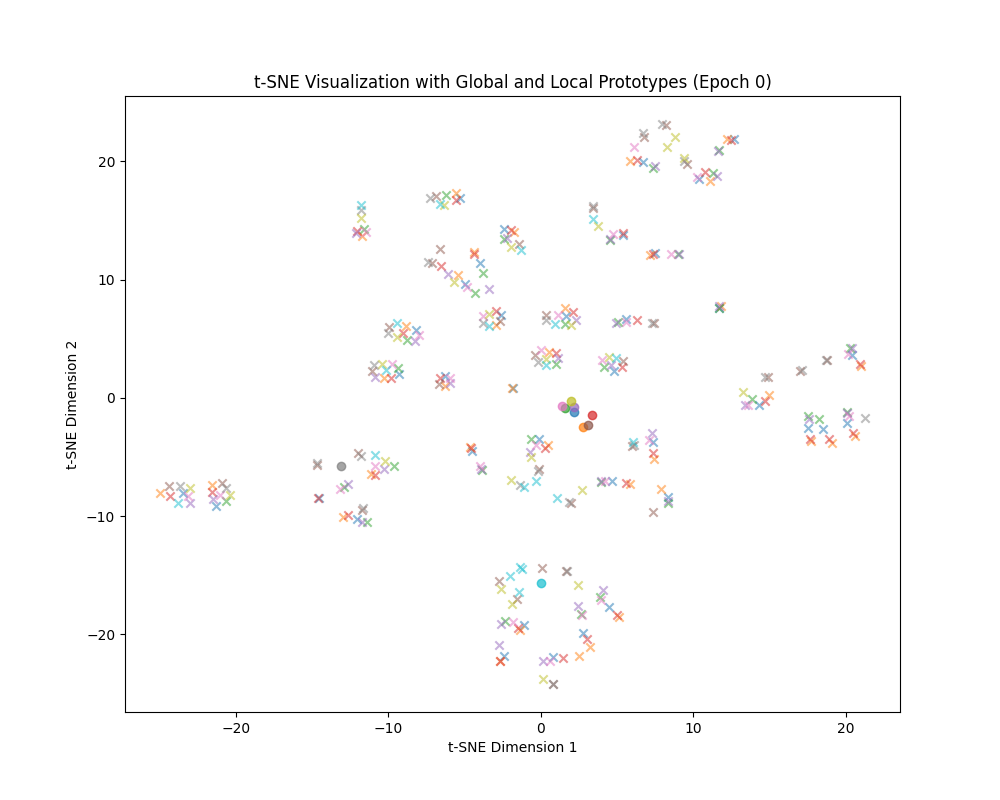 t-SNE Visualization with Global and Local Prototypes (Epoch 0)
20
10
0
−10
−20
t-SNE Dimension 2
−20 −10 0 10 20
t-SNE Dimension 1